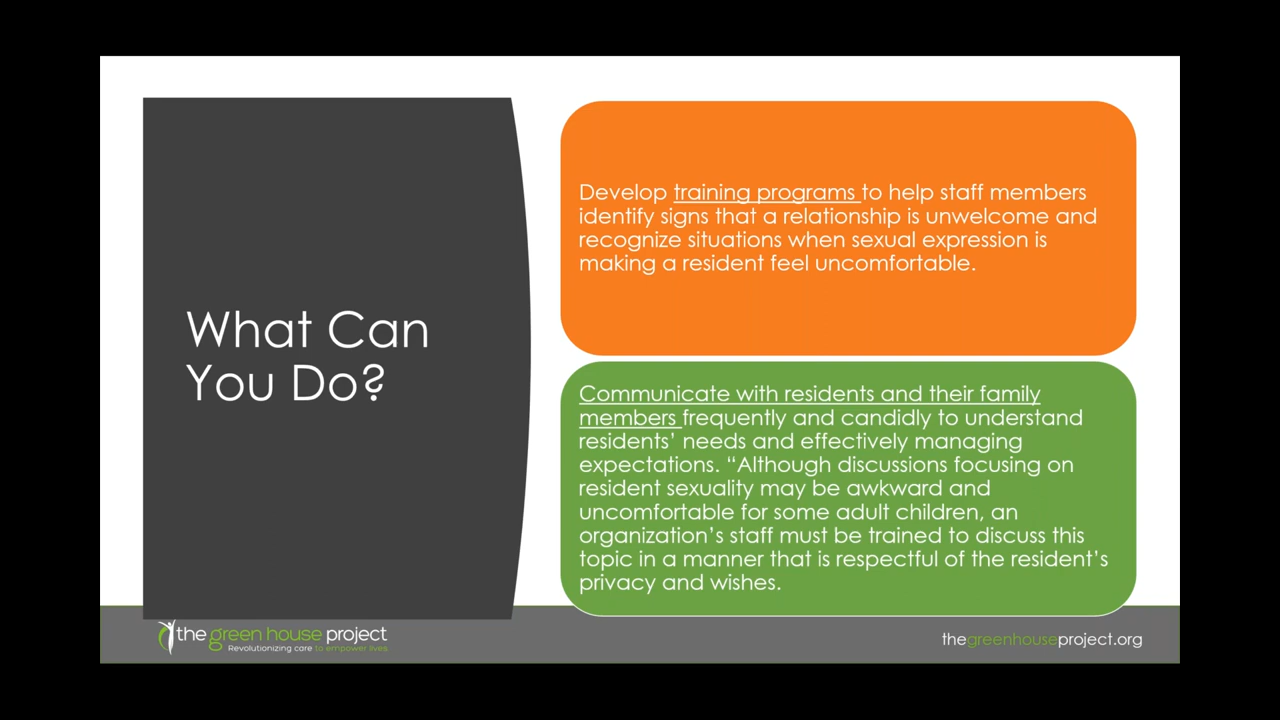 What Can
You Do?
Develop training programs to help staff members
identify signs that a relationship is unwelcome and
recognize situations when sexual expression is
making a resident feel uncomfortable.
Communicate with residents and their family
members frequently and candidly to understand
residents’ needs and effectively managing
expectations. “Although discussions focusing on
resident sexuality may be awkward and
uncomfortable for some adult children, an
organization’s staff must be trained to discuss this
topic in a manner that is respectful of the resident’s
privacy and wishes.
the green house project
Revolutionizing care to empower lives
thegreenhouseproject.org